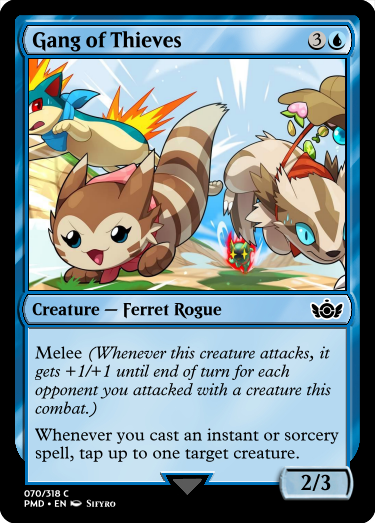 Gang of Thieves 3
Creature — Ferret Rogue
Melee (Whenever this creature attacks, it
gets +1/+1 until end of turn for each
opponent you attacked with a creature this
combat.)
Whenever you cast an instant or sorcery
spell, tap up to one target creature.
2/3
070/318 C
PMD • EN Sifyro